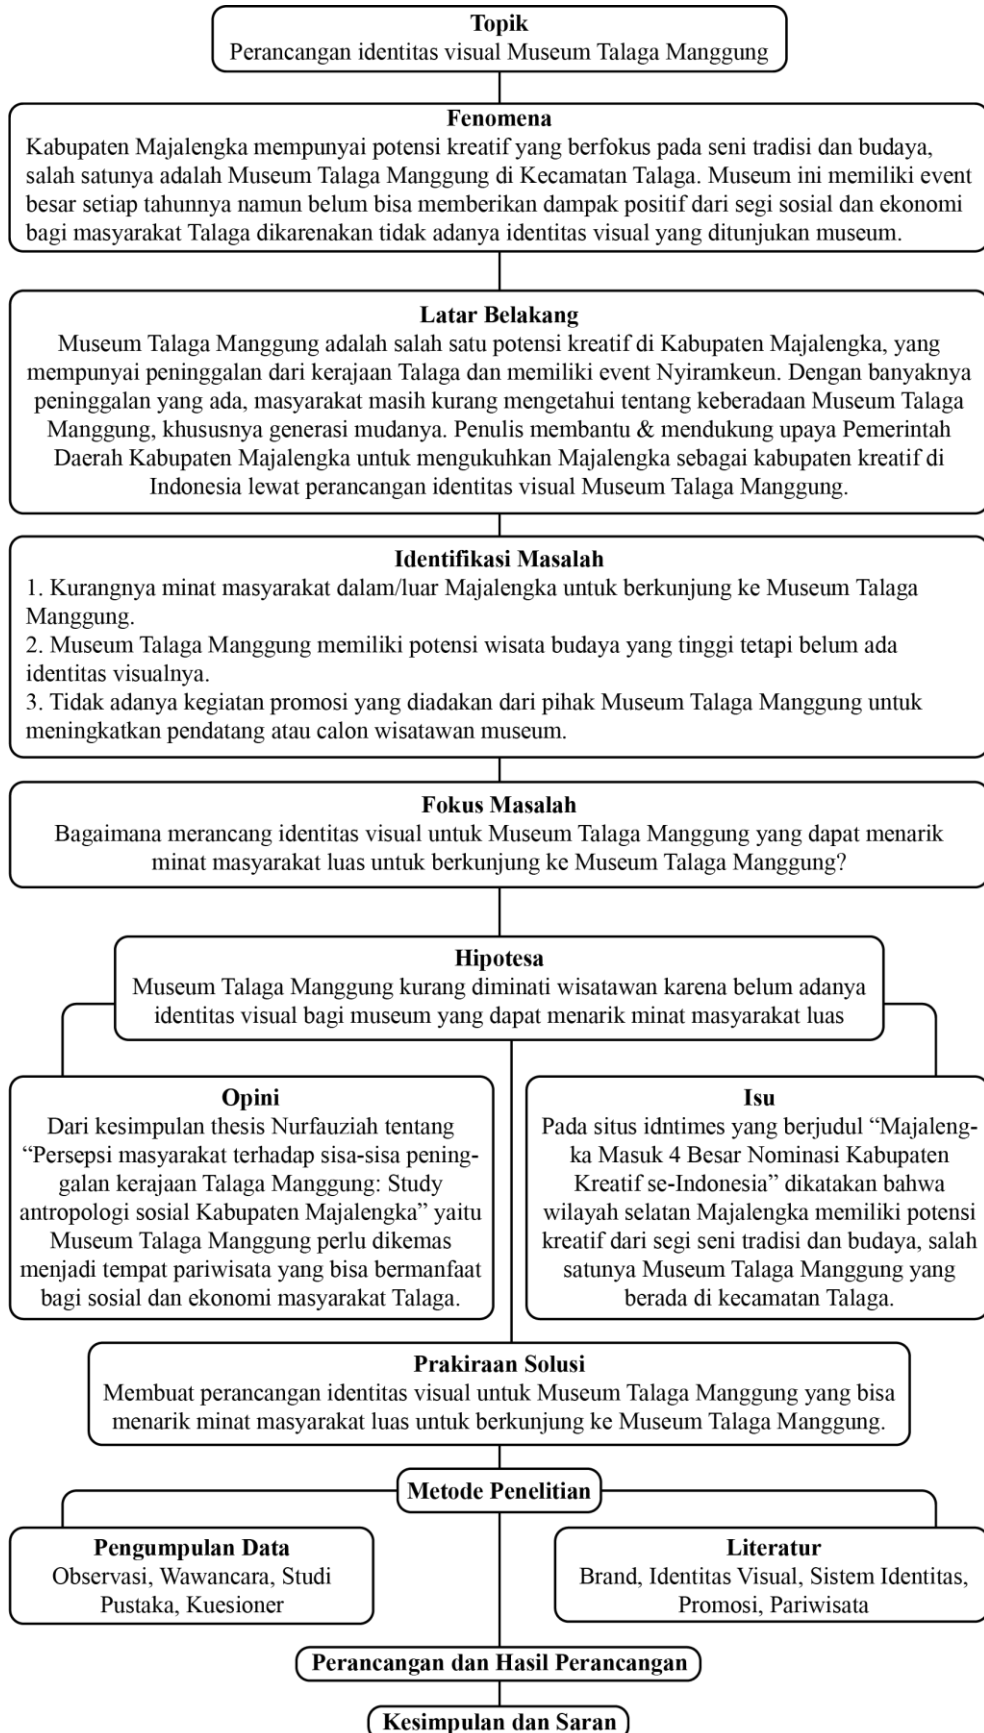 Topik
Perancangan identitas visual Museum Talaga Manggung
Fenomena
Kabupaten Majalengka mempunyai potensi kreatif yang berfokus pada seni tradisi dan budaya,
salah satunya adalah Museum Talaga Manggung di Kecamatan Talaga. Museum ini memiliki event
besar setiap tahunnya namun belum bisa memberikan dampak positif dari segi sosial dan ekonomi
bagi masyarakat Talaga dikarenakan tidak adanya identitas visual yang ditunjukan museum.
Latar Belakang
Museum Talaga Manggung adalah salah satu potensi kreatif di Kabupaten Majalengka, yang
mempunyai peninggalan dari kerajaan Talaga dan memiliki event Nyiramkeun. Dengan banyaknya
peninggalan yang ada, masyarakat masih kurang mengetahui tentang keberadaan Museum Talaga
Manggung, khususnya generasi mudanya. Penulis membantu & mendukung upaya Pemerintah
Daerah Kabupaten Majalengka untuk mengukuhkan Majalengka sebagai kabupaten kreatif di
Indonesia lewat perancangan identitas visual Museum Talaga Manggung.
Identifikasi Masalah
1. Kurangnya minat masyarakat dalam/luar Majalengka untuk berkunjung ke Museum Talaga
Manggung.
2. Museum Talaga Manggung memiliki potensi wisata budaya yang tinggi tetapi belum ada
identitas visualnya.
3. Tidak adanya kegiatan promosi yang diadakan dari pihak Museum Talaga Manggung untuk
meningkatkan pendatang atau calon wisatawan museum.
Fokus Masalah
Bagaimana merancang identitas visual untuk Museum Talaga Manggung yang dapat menarik
minat masyarakat luas untuk berkunjung ke Museum Talaga Manggung?
Hipotesa
Museum Talaga Manggung kurang diminati wisatawan karena belum adanya
identitas visual bagi museum yang dapat menarik minat masyarakat luas
Opini
Dari kesimpulan thesis Nurfauziah tentang
“Persepsi masyarakat terhadap sisa-sisa pening-
galan kerajaan Talaga Manggung: Study
antropologi sosial Kabupaten Majalengka” yaitu
Museum Talaga Manggung perlu dikemas
menjadi tempat pariwisata yang bisa bermanfaat
bagi sosial dan ekonomi masyarakat Talaga.
Isu
Pada situs idntimes yang berjudul “Majaleng-
ka Masuk 4 Besar Nominasi Kabupaten
Kreatif se-Indonesia” dikatakan bahwa
wilayah selatan Majalengka memiliki potensi
kreatif dari segi seni tradisi dan budaya, salah
satunya Museum Talaga Manggung yang
berada di kecamatan Talaga.
Prakiraan Solusi
Membuat perancangan identitas visual untuk Museum Talaga Manggung yang bisa
menarik minat masyarakat luas untuk berkunjung ke Museum Talaga Manggung.
Metode Penelitian
Pengumpulan Data
Observasi, Wawancara, Studi
Pustaka, Kuesioner
Literatur
Brand, Identitas Visual, Sistem Identitas,
Promosi, Pariwisata
Perancangan dan Hasil Perancangan
Kesimpulan dan Saran